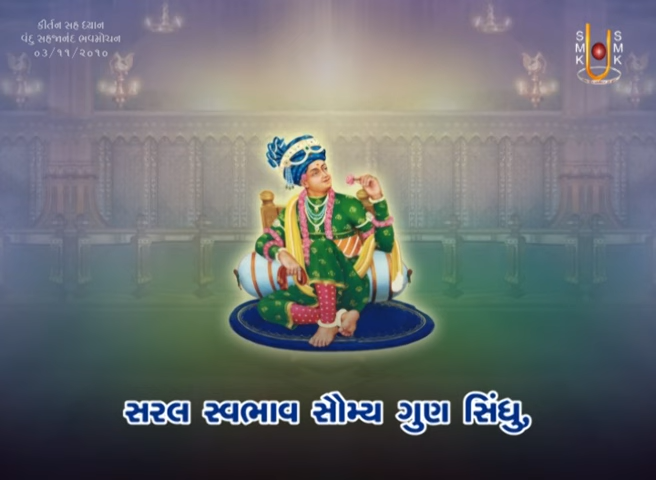 કીર્તન સહ ધ્યાન
વંદુ સહજાનંદ ભવમોચન
૦૩/૧૧/૨૦૧૦
SMK
SMK
સરલ સ્વભાવ સૌમ્ય ગુણ સિંધુ,